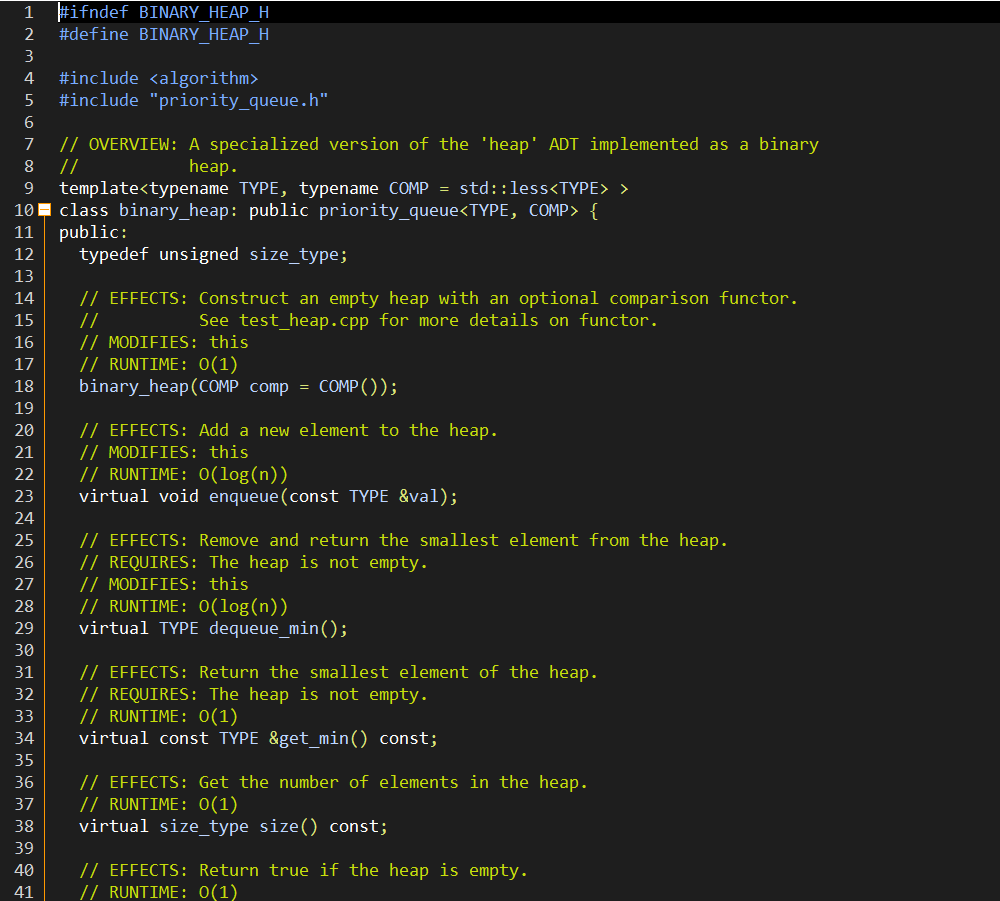 1 #ifndef BINARY_HEAP_H
2 #define BINARY_HEAP_H
3
4 #include <algorithm>
5 #include "priority_queue.h"
6
7 // OVERVIEW: A specialized version of the 'heap' ADT implemented as a binary
8 //           heap.
9 template<typename TYPE, typename COMP = std::less<TYPE> >
10 class binary_heap: public priority_queue<TYPE, COMP> {
11 public:
12   typedef unsigned size_type;
13
14   // EFFECTS: Construct an empty heap with an optional comparison functor.
15   //          See test_heap.cpp for more details on functor.
16   // MODIFIES: this
17   // RUNTIME: O(1)
18   binary_heap(COMP comp = COMP());
19
20   // EFFECTS: Add a new element to the heap.
21   // MODIFIES: this
22   // RUNTIME: O(log(n))
23   virtual void enqueue(const TYPE &val);
24
25   // EFFECTS: Remove and return the smallest element from the heap.
26   // REQUIRES: The heap is not empty.
27   // MODIFIES: this
28   // RUNTIME: O(log(n))
29   virtual TYPE dequeue_min();
30
31   // EFFECTS: Return the smallest element of the heap.
32   // REQUIRES: The heap is not empty.
33   // RUNTIME: O(1)
34   virtual const TYPE &get_min() const;
35
36   // EFFECTS: Get the number of elements in the heap.
37   // RUNTIME: O(1)
38   virtual size_type size() const;
39
40   // EFFECTS: Return true if the heap is empty.
41   // RUNTIME: O(1)